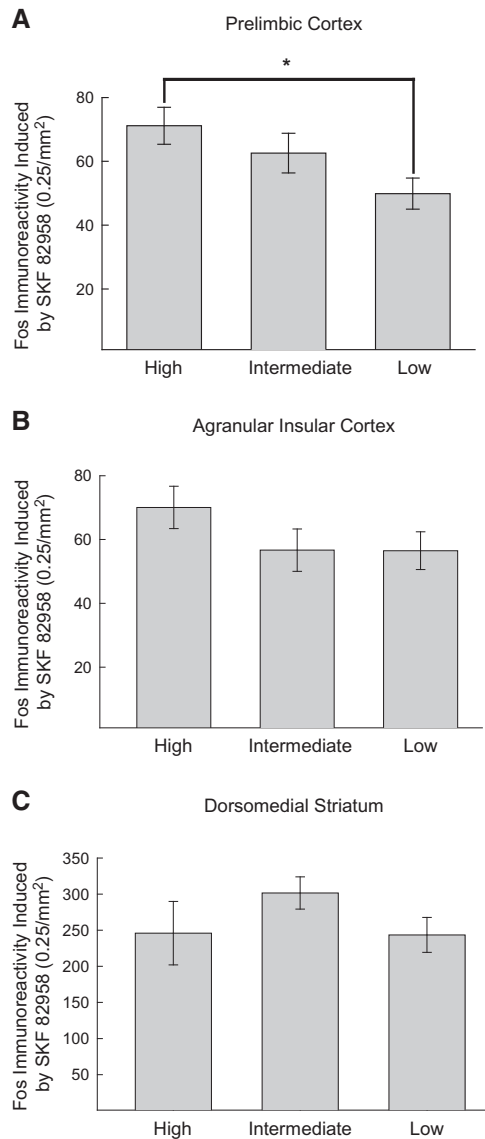 A
Prelimbic Cortex
*
Fos Immunoreactivity Induced
by SKF 82958 (0.25/mm²)
80
60
40
20
High Intermediate Low
B
Agranular Insular Cortex
Fos Immunoreactivity Induced
by SKF 82958 (0.25/mm²)
80
60
40
20
High Intermediate Low
C
Dorsomedial Striatum
Fos Immunoreactivity Induced
by SKF 82958 (0.25/mm²)
350
300
250
200
150
100
50
High Intermediate Low